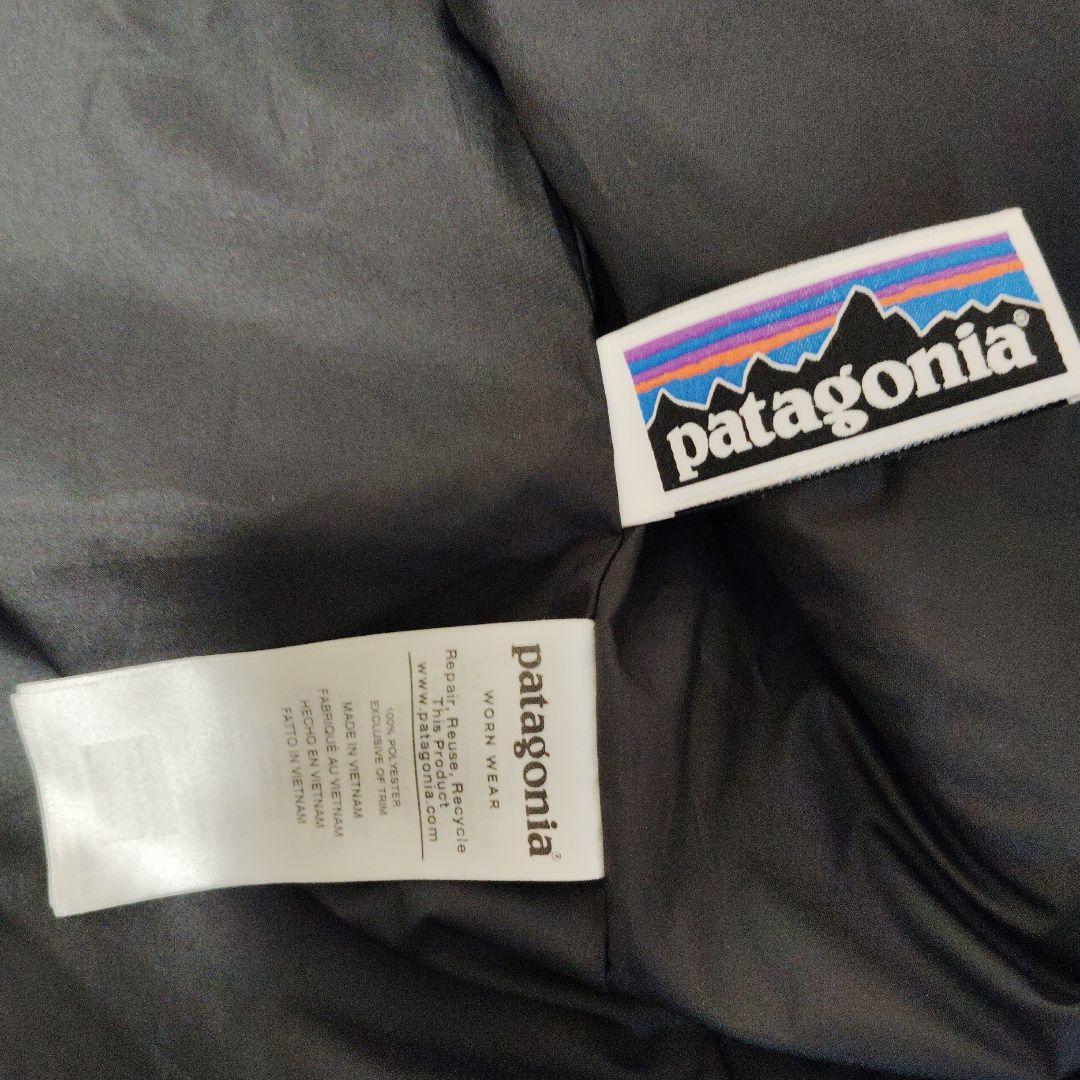 patagonia®
patagonia®
WORN WEAR
Repair, Reuse, Recycle
This Product
www.patagonia.com
100% POLYESTER
EXCLUSIVE OF TRIM
MADE IN VIETNAM
FABRIQUÉ AU VIETNAM
HECHO EN VIETNAM
FATTO IN VIETNAM